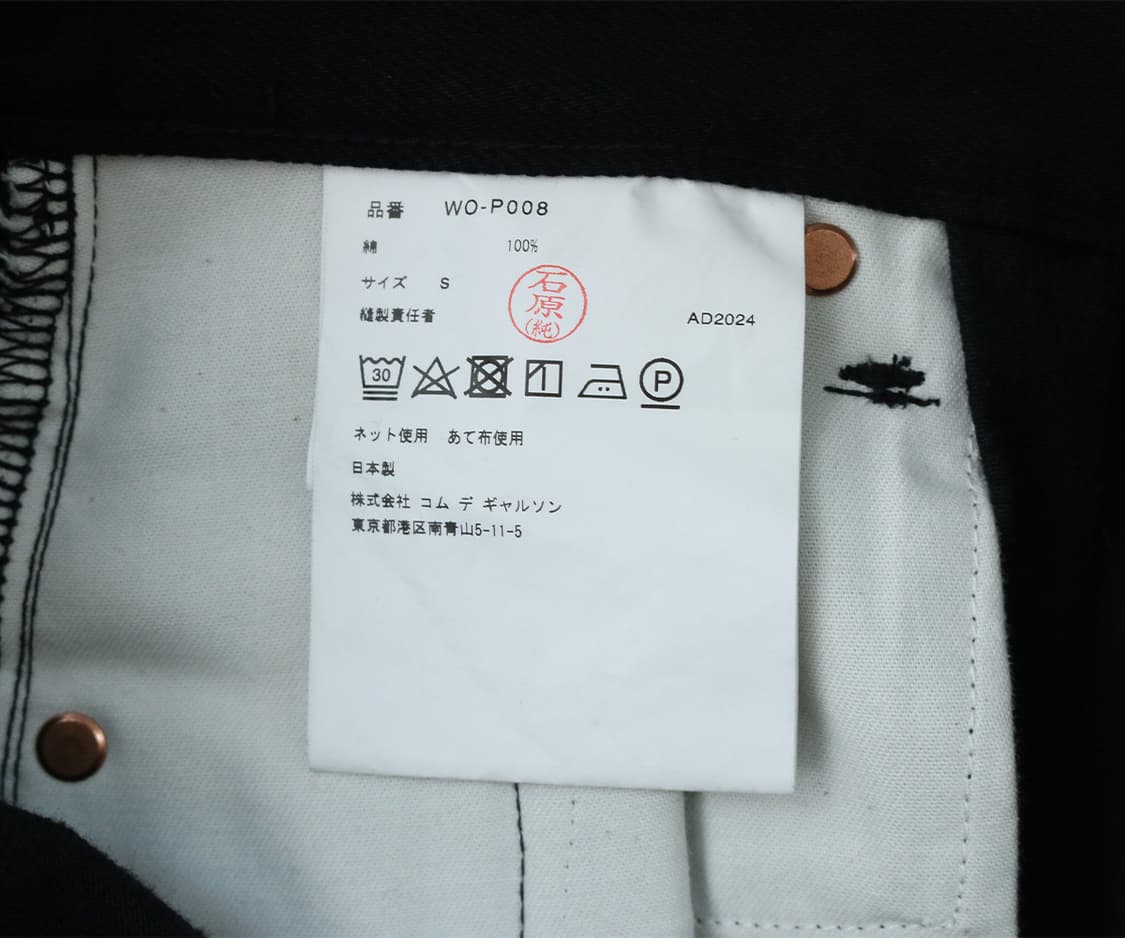 品番 WO-P008
綿 100%
サイズ S
縫製責任者
石原
(純)
AD2024
30
P
ネット使用 あて布使用
日本製
株式会社 コム デ ギャルソン
東京都港区南青山5-11-5